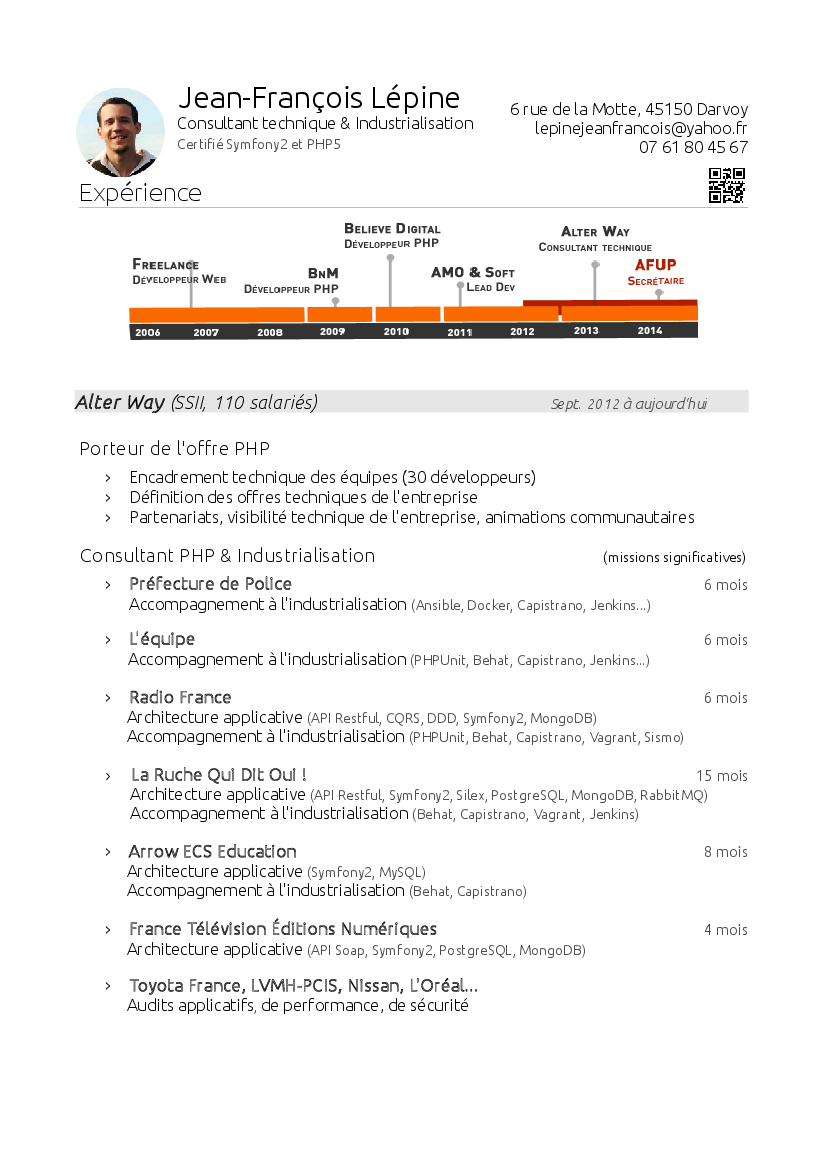 Jean-François Lépine
Consultant technique & Industrialisation
Certifié Symfony2 et PHP5
6 rue de la Motte, 45150 Darvoy
lepinejeanfrancois@yahoo.fr
07 61 80 45 67
Expérience
Freelance
Développeur Web
BnM
Développeur PHP
Believe Digital
Développeur PHP
AMO & Soft
Lead Dev
Alter Way
Consultant technique
AFUP
Secrétaire
2006 2007 2008 2009 2010 2011 2012 2013 2014
Alter Way (SSII, 110 salariés) Sept. 2012 à aujourd'hui
Porteur de l'offre PHP
› Encadrement technique des équipes (30 développeurs)
› Définition des offres techniques de l'entreprise
› Partenariats, visibilité technique de l'entreprise, animations communautaires
Consultant PHP & Industrialisation (missions significatives)
› Préfecture de Police 6 mois
Accompagnement à l'industrialisation (Ansible, Docker, Capistrano, Jenkins...)
› L'équipe 6 mois
Accompagnement à l'industrialisation (PHPUnit, Behat, Capistrano, Jenkins...)
› Radio France 6 mois
Architecture applicative (API Restful, CQRS, DDD, Symfony2, MongoDB)
Accompagnement à l'industrialisation (PHPUnit, Behat, Capistrano, Vagrant, Sismo)
› La Ruche Qui Dit Oui ! 15 mois
Architecture applicative (API Restful, Symfony2, Silex, PostgreSQL, MongoDB, RabbitMQ)
Accompagnement à l'industrialisation (Behat, Capistrano, Vagrant, Jenkins)
› Arrow ECS Education 8 mois
Architecture applicative (Symfony2, MySQL)
Accompagnement à l'industrialisation (Behat, Capistrano)
› France Télévision Éditions Numériques 4 mois
Architecture applicative (API Soap, Symfony2, PostgreSQL, MongoDB)
› Toyota France, LVMH-PCIS, Nissan, L'Oréal...
Audits applicatifs, de performance, de sécurité